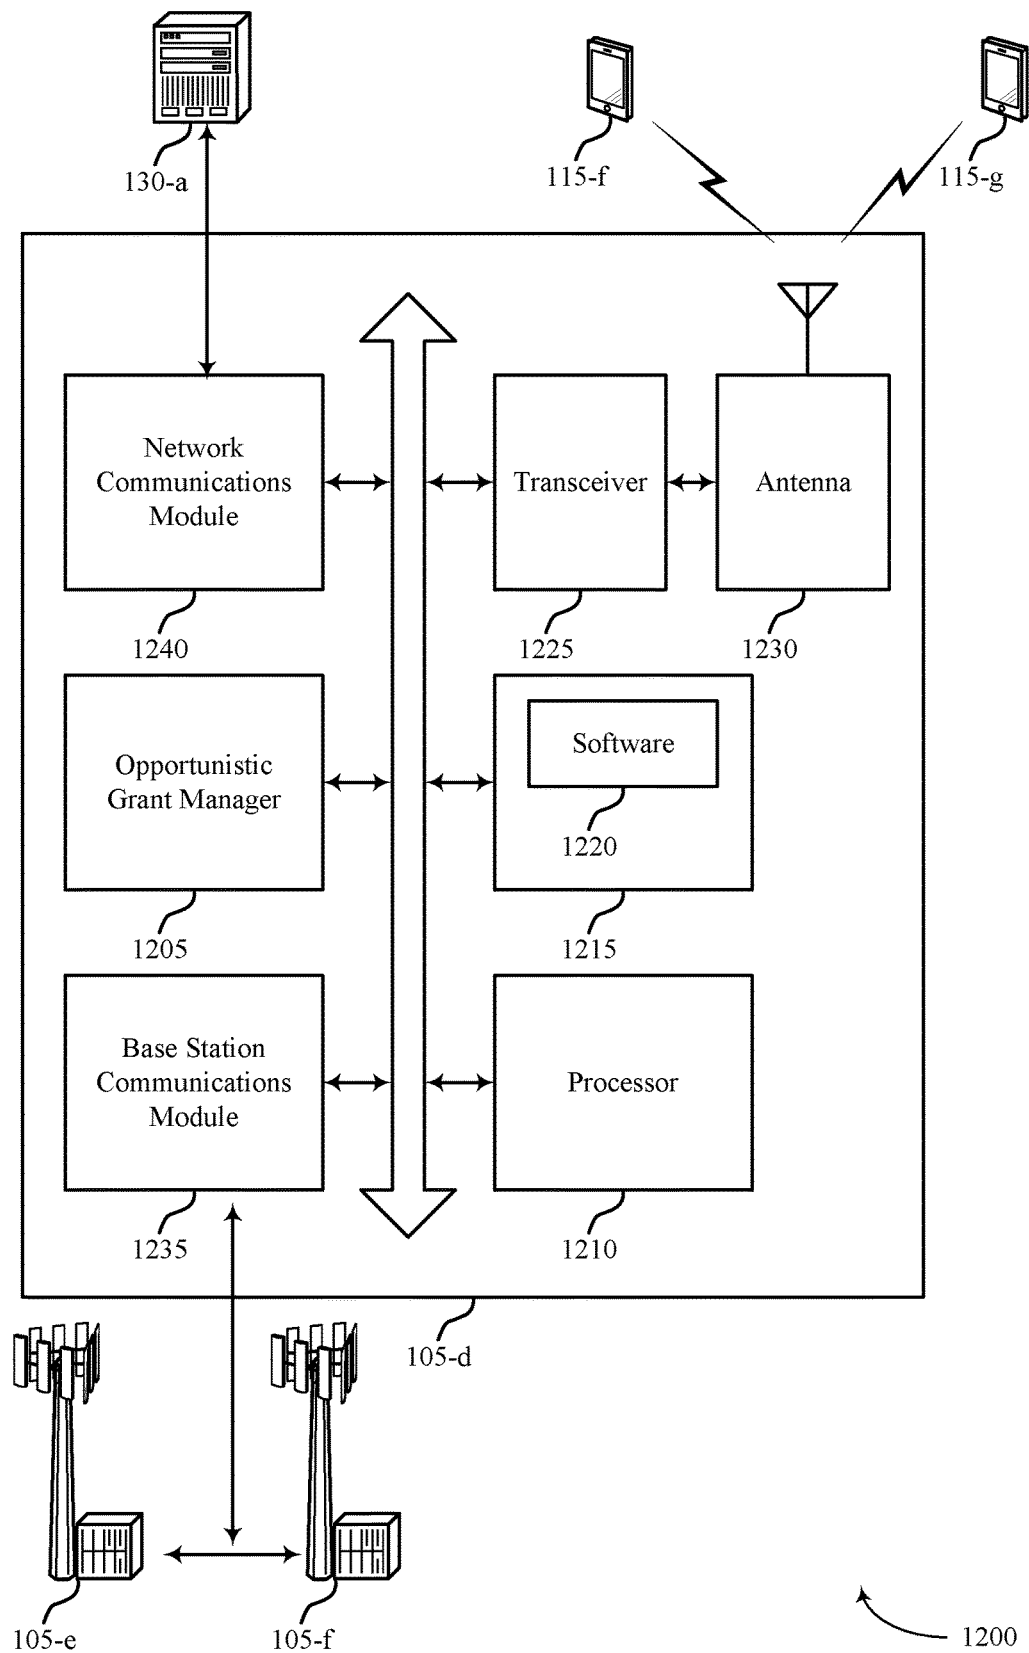 130-a
115-f
115-g
Network
Communications
Module
Transceiver
Antenna
1240
1225
1230
Opportunistic
Grant Manager
Software
1220
1205
1215
Base Station
Communications
Module
Processor
1235
1210
105-d
105-e
105-f
1200